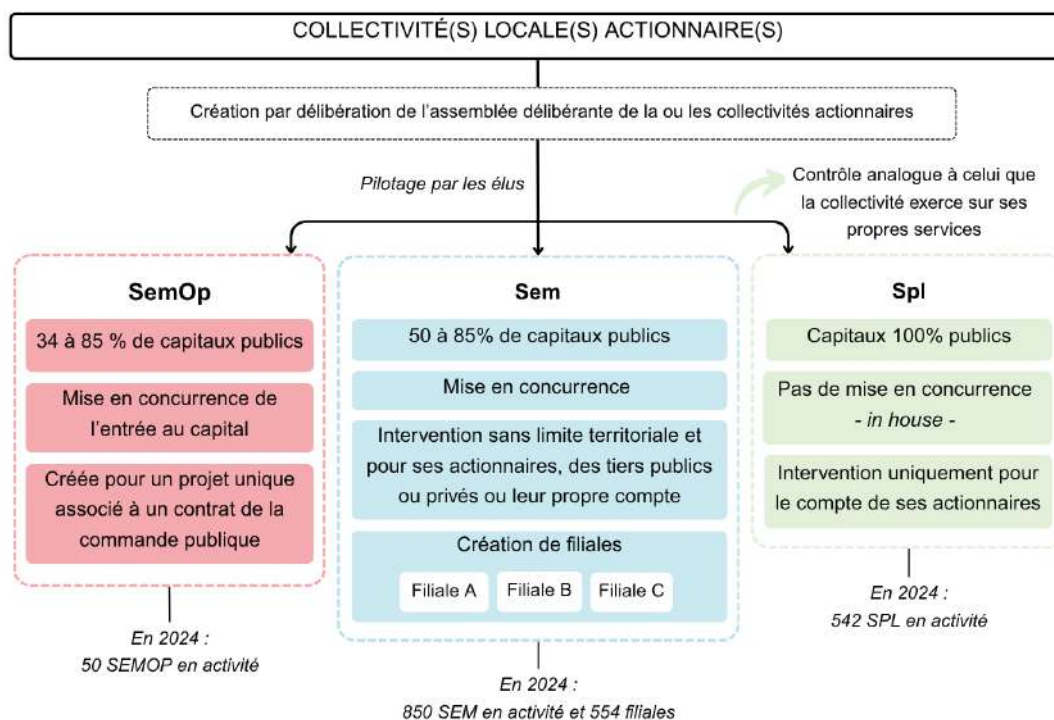 COLLECTIVITÉ(S) LOCALE(S) ACTIONNAIRE(S)
Création par délibération de l'assemblée délibérante de la ou les collectivités actionnaires
Pilotage par les élus
Contrôle analogue à celui que
la collectivité exerce sur ses
propres services
SemOp
34 à 85 % de capitaux publics
Mise en concurrence de
l'entrée au capital
Créée pour un projet unique
associé à un contrat de la
commande publique
En 2024 :
50 SEMOP en activité
Sem
50 à 85% de capitaux publics
Mise en concurrence
Intervention sans limite territoriale et
pour ses actionnaires, des tiers publics
ou privés ou leur propre compte
Création de filiales
Filiale A
Filiale B
Filiale C
En 2024 :
850 SEM en activité et 554 filiales
Spl
Capitaux 100% publics
Pas de mise en concurrence
- in house -
Intervention uniquement pour
le compte de ses actionnaires
En 2024 :
542 SPL en activité